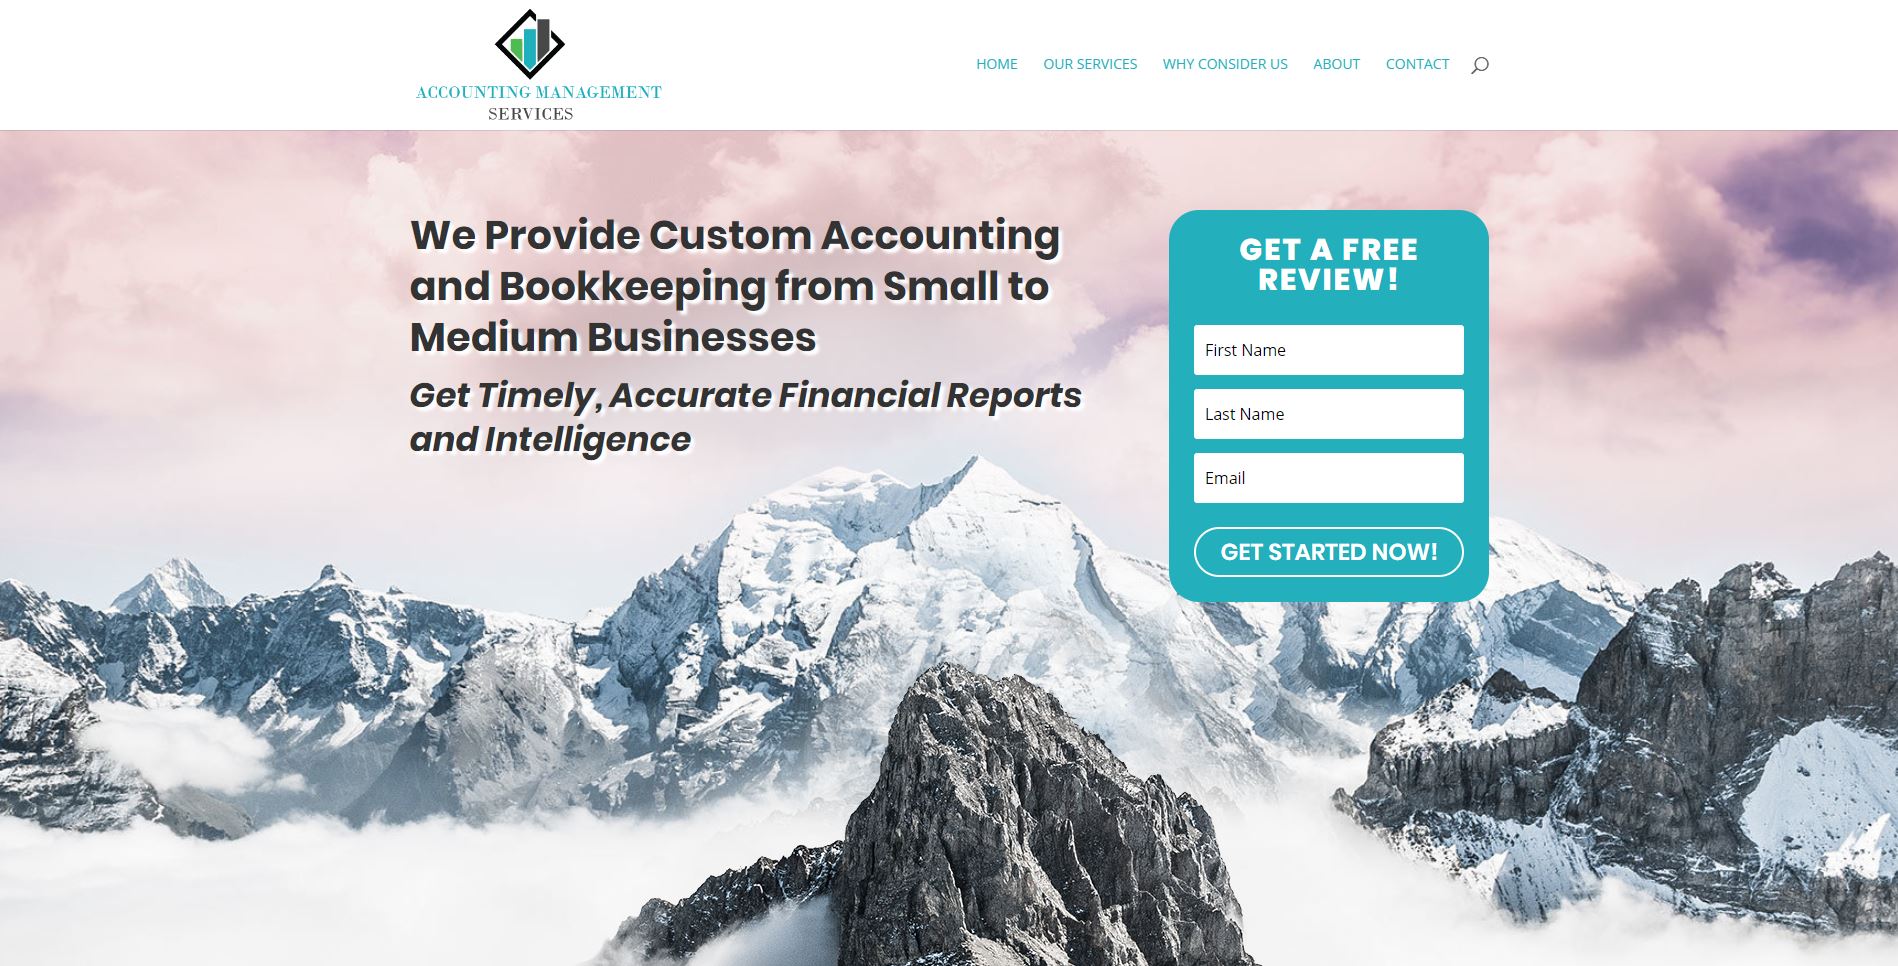 ACCOUNTING MANAGEMENT
SERVICES
HOME OUR SERVICES WHY CONSIDER US ABOUT CONTACT
We Provide Custom Accounting
and Bookkeeping from Small to
Medium Businesses
Get Timely, Accurate Financial Reports
and Intelligence
GET A FREE
REVIEW!
First Name
Last Name
Email
GET STARTED NOW!